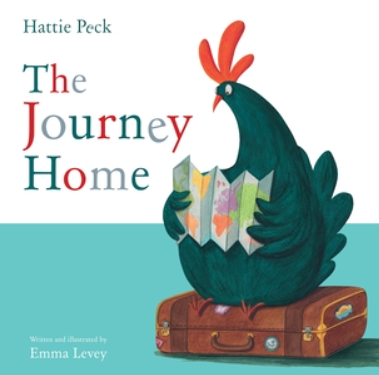 Hattie Peck
The
Journey
Home
Written and illustrated by
Emma Levey